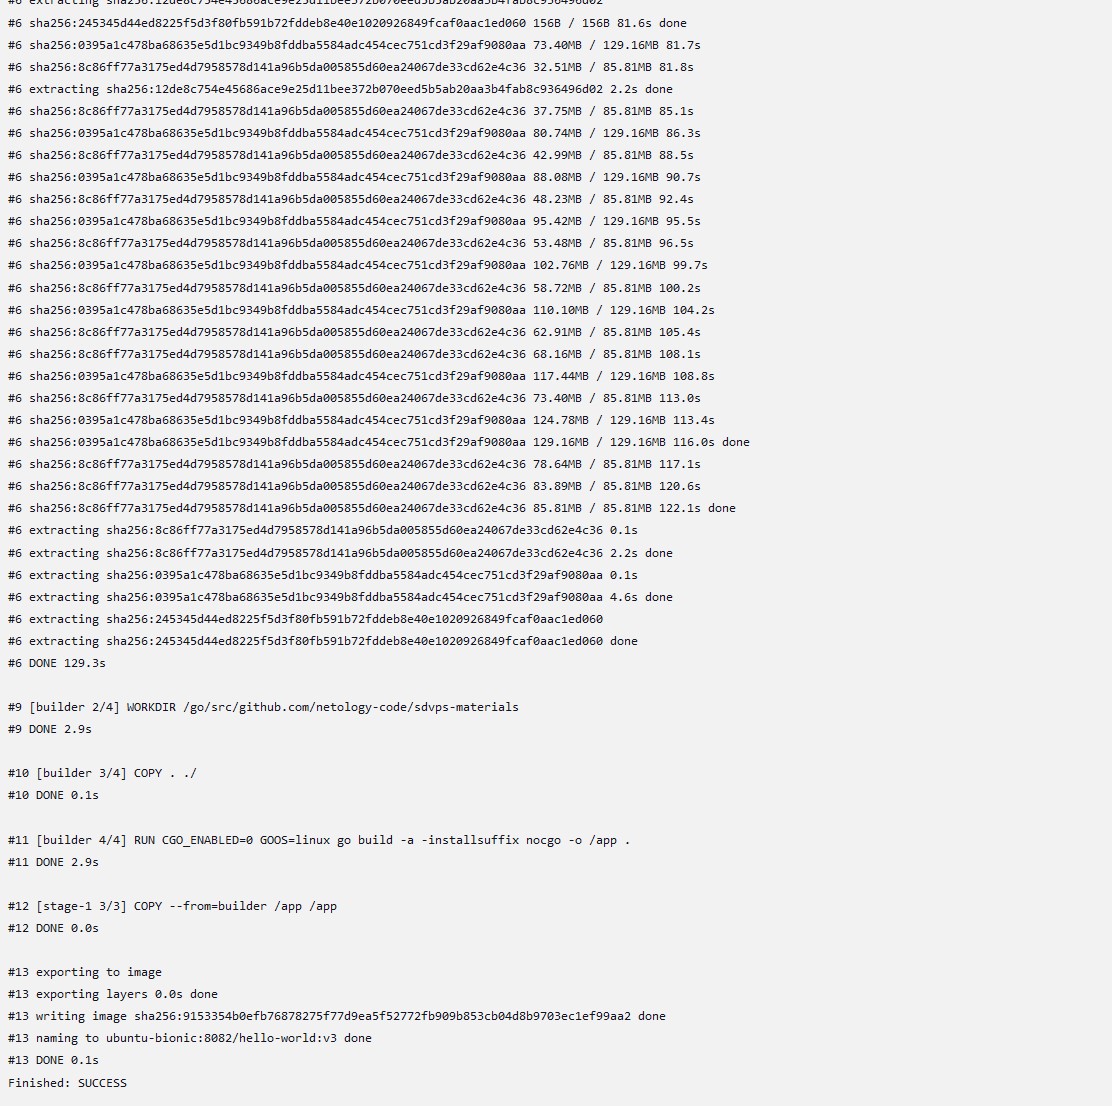 #6 extracting sha256:12de8c754e45686ace9e25d11bee372b070eed5b5ab20aa3b4fab8c936496d02
#6 sha256:245345d44ed8225f5d3f80fb591b72fddeb8e40e1020926849fcaf0aac1ed060 156B / 156B 81.6s done
#6 sha256:0395a1c478ba68635e5d1bc9349b8fddba5584adc454cec751cd3f29af9080aa 73.40MB / 129.16MB 81.7s
#6 sha256:8c86ff77a3175ed4d7958578d141a96b5da005855d60ea24067de33cd62e4c36 32.51MB / 85.81MB 81.8s
#6 extracting sha256:12de8c754e45686ace9e25d11bee372b070eed5b5ab20aa3b4fab8c936496d02 2.2s done
#6 sha256:8c86ff77a3175ed4d7958578d141a96b5da005855d60ea24067de33cd62e4c36 37.75MB / 85.81MB 85.1s
#6 sha256:0395a1c478ba68635e5d1bc9349b8fddba5584adc454cec751cd3f29af9080aa 80.74MB / 129.16MB 86.3s
#6 sha256:8c86ff77a3175ed4d7958578d141a96b5da005855d60ea24067de33cd62e4c36 42.99MB / 85.81MB 88.5s
#6 sha256:0395a1c478ba68635e5d1bc9349b8fddba5584adc454cec751cd3f29af9080aa 88.08MB / 129.16MB 90.7s
#6 sha256:8c86ff77a3175ed4d7958578d141a96b5da005855d60ea24067de33cd62e4c36 48.23MB / 85.81MB 92.4s
#6 sha256:0395a1c478ba68635e5d1bc9349b8fddba5584adc454cec751cd3f29af9080aa 95.42MB / 129.16MB 95.5s
#6 sha256:8c86ff77a3175ed4d7958578d141a96b5da005855d60ea24067de33cd62e4c36 53.48MB / 85.81MB 96.5s
#6 sha256:0395a1c478ba68635e5d1bc9349b8fddba5584adc454cec751cd3f29af9080aa 102.76MB / 129.16MB 99.7s
#6 sha256:8c86ff77a3175ed4d7958578d141a96b5da005855d60ea24067de33cd62e4c36 58.72MB / 85.81MB 100.2s
#6 sha256:0395a1c478ba68635e5d1bc9349b8fddba5584adc454cec751cd3f29af9080aa 110.10MB / 129.16MB 104.2s
#6 sha256:8c86ff77a3175ed4d7958578d141a96b5da005855d60ea24067de33cd62e4c36 62.91MB / 85.81MB 105.4s
#6 sha256:8c86ff77a3175ed4d7958578d141a96b5da005855d60ea24067de33cd62e4c36 68.16MB / 85.81MB 108.1s
#6 sha256:0395a1c478ba68635e5d1bc9349b8fddba5584adc454cec751cd3f29af9080aa 117.44MB / 129.16MB 108.8s
#6 sha256:8c86ff77a3175ed4d7958578d141a96b5da005855d60ea24067de33cd62e4c36 73.40MB / 85.81MB 113.0s
#6 sha256:0395a1c478ba68635e5d1bc9349b8fddba5584adc454cec751cd3f29af9080aa 124.78MB / 129.16MB 113.4s
#6 sha256:0395a1c478ba68635e5d1bc9349b8fddba5584adc454cec751cd3f29af9080aa 129.16MB / 129.16MB 116.0s done
#6 sha256:8c86ff77a3175ed4d7958578d141a96b5da005855d60ea24067de33cd62e4c36 78.64MB / 85.81MB 117.1s
#6 sha256:8c86ff77a3175ed4d7958578d141a96b5da005855d60ea24067de33cd62e4c36 83.89MB / 85.81MB 120.6s
#6 sha256:8c86ff77a3175ed4d7958578d141a96b5da005855d60ea24067de33cd62e4c36 85.81MB / 85.81MB 122.1s done
#6 extracting sha256:8c86ff77a3175ed4d7958578d141a96b5da005855d60ea24067de33cd62e4c36 0.1s
#6 extracting sha256:8c86ff77a3175ed4d7958578d141a96b5da005855d60ea24067de33cd62e4c36 2.2s done
#6 extracting sha256:0395a1c478ba68635e5d1bc9349b8fddba5584adc454cec751cd3f29af9080aa 0.1s
#6 extracting sha256:0395a1c478ba68635e5d1bc9349b8fddba5584adc454cec751cd3f29af9080aa 4.6s done
#6 extracting sha256:245345d44ed8225f5d3f80fb591b72fddeb8e40e1020926849fcaf0aac1ed060
#6 extracting sha256:245345d44ed8225f5d3f80fb591b72fddeb8e40e1020926849fcaf0aac1ed060 done
#6 DONE 129.3s
#9 [builder 2/4] WORKDIR /go/src/github.com/netology-code/sdvps-materials
#9 DONE 2.9s
#10 [builder 3/4] COPY . ./
#10 DONE 0.1s
#11 [builder 4/4] RUN CGO_ENABLED=0 GOOS=linux go build -a -installsuffix nocgo -o /app .
#11 DONE 2.9s
#12 [stage-1 3/3] COPY --from=builder /app /app
#12 DONE 0.0s
#13 exporting to image
#13 exporting layers 0.0s done
#13 writing image sha256:9153354b0efb76878275f77d9ea5f52772fb909b853cb04d8b9703ec1ef99aa2 done
#13 naming to ubuntu-bionic:8082/hello-world:v3 done
#13 DONE 0.1s
Finished: SUCCESS